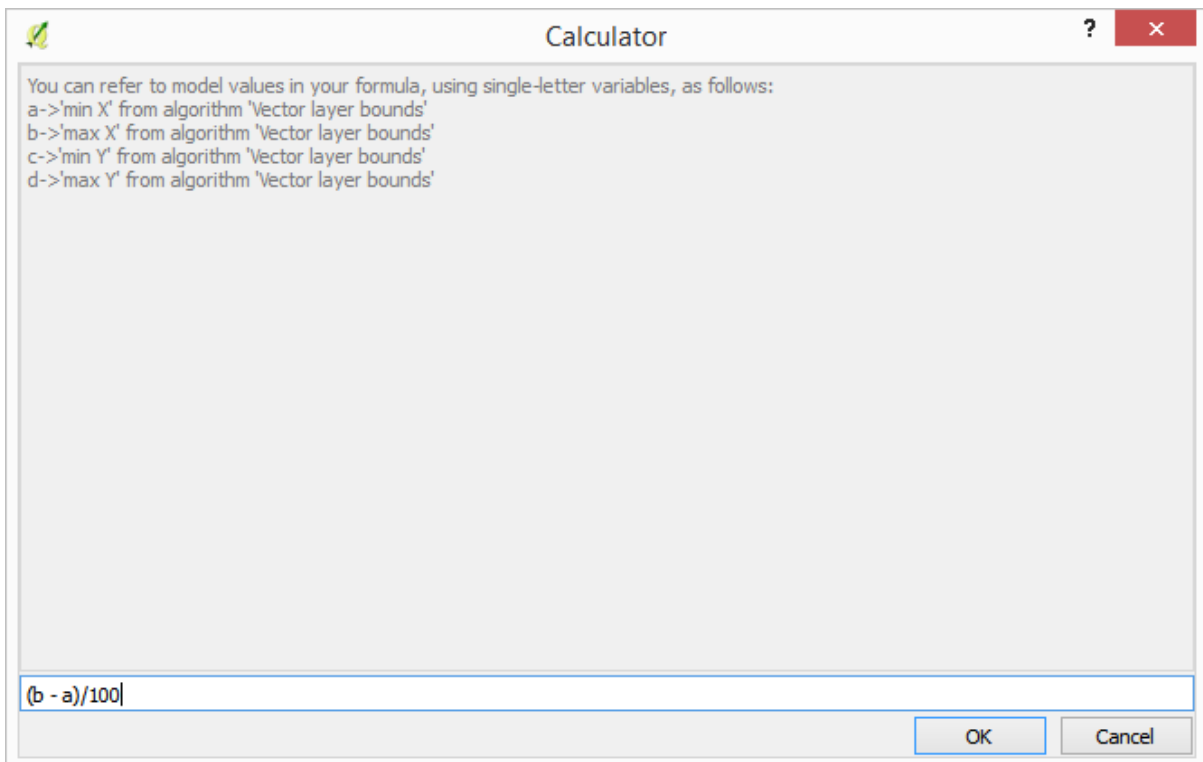 Calculator
?
×
You can refer to model values in your formula, using single-letter variables, as follows:
a->'min X' from algorithm 'Vector layer bounds'
b->'max X' from algorithm 'Vector layer bounds'
c->'min Y' from algorithm 'Vector layer bounds'
d->'max Y' from algorithm 'Vector layer bounds'
(b - a)/100
OK
Cancel